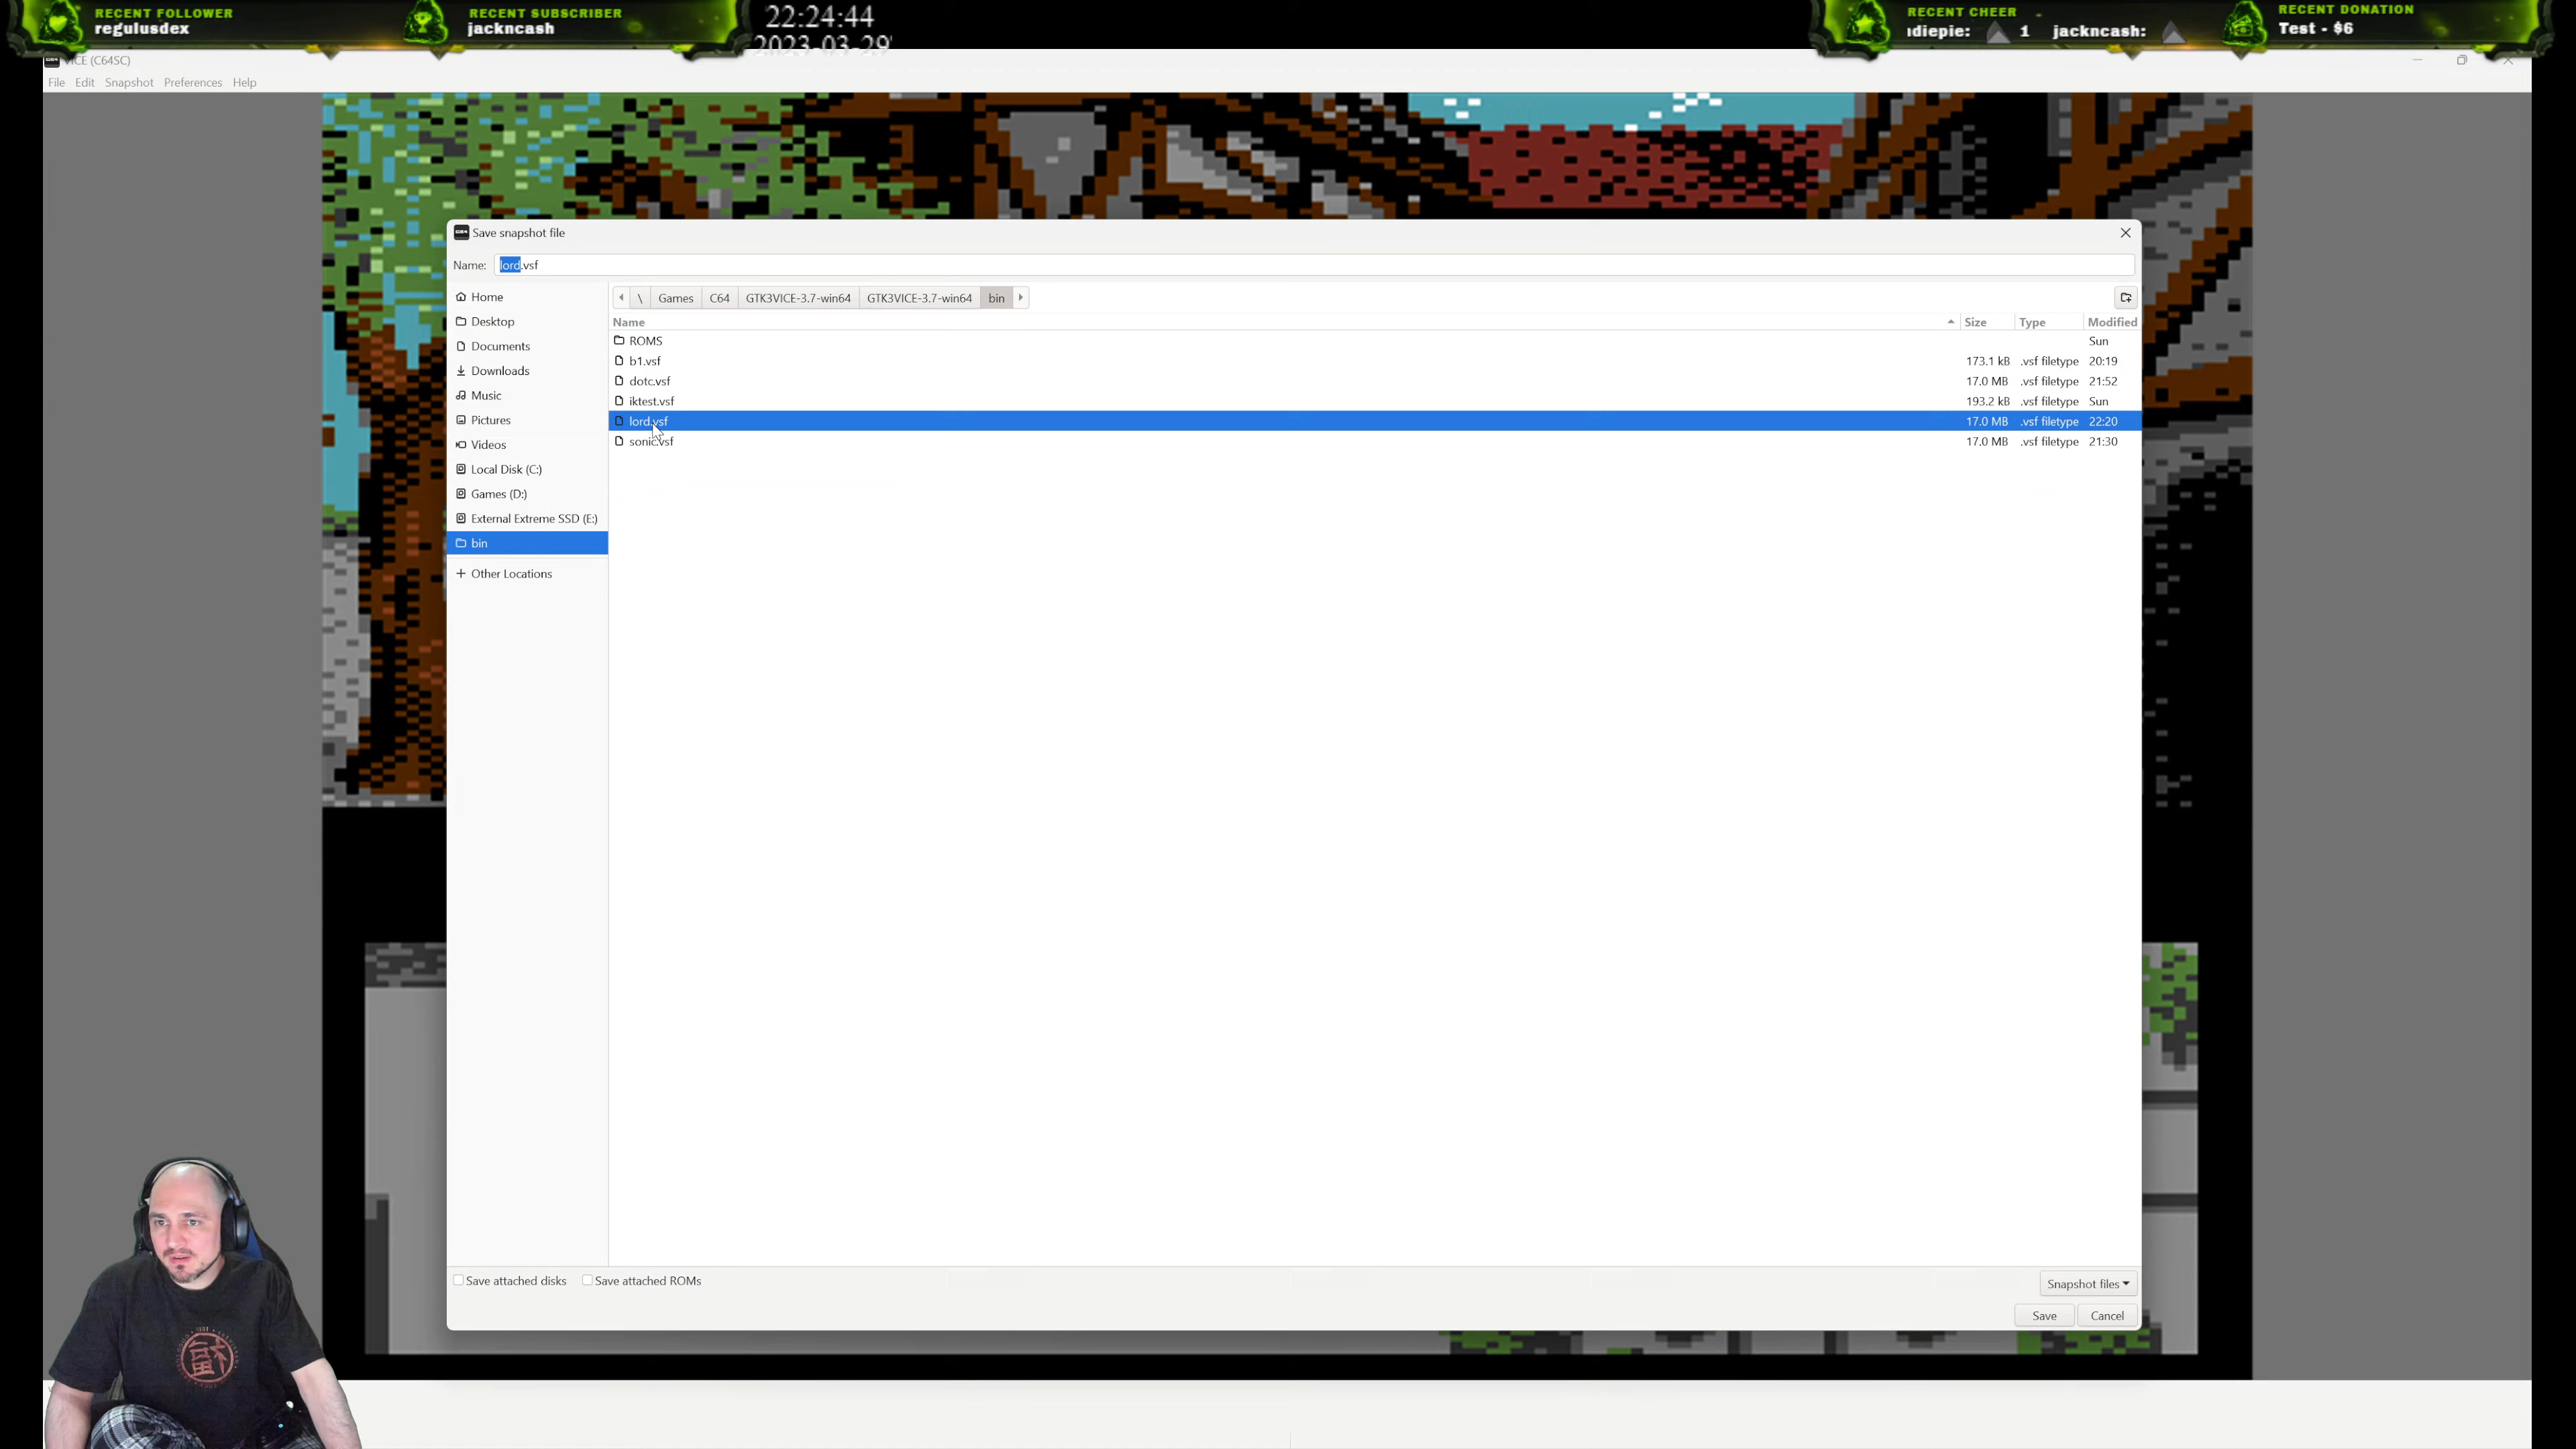 RECENT FOLLOWER
regulusdex
RECENT SUBSCRIBER
jackncash
22:24:44
2023-03-29
RECENT CHEER
diepie: 1 jackncash:
RECENT DONATION
Test - $6
(C64SC)
File Edit Snapshot Preferences Help
Save snapshot file
Name: lord.vsf
Home
Desktop
Documents
Downloads
Music
Pictures
Videos
Local Disk (C:)
Games (D:)
External Extreme SSD (E:)
bin
Other Locations
\ Games C64 GTK3VICE-3.7-win64 GTK3VICE-3.7-win64 bin
Name Size Type Modified
ROMS Sun
b1.vsf 173.1 kB .vsf filetype 20:19
dotc.vsf 17.0 MB .vsf filetype 21:52
iktest.vsf 193.2 kB .vsf filetype Sun
lord.vsf 17.0 MB .vsf filetype 22:20
sonic.vsf 17.0 MB .vsf filetype 21:30
Save attached disks Save attached ROMs
Snapshot files
Save Cancel